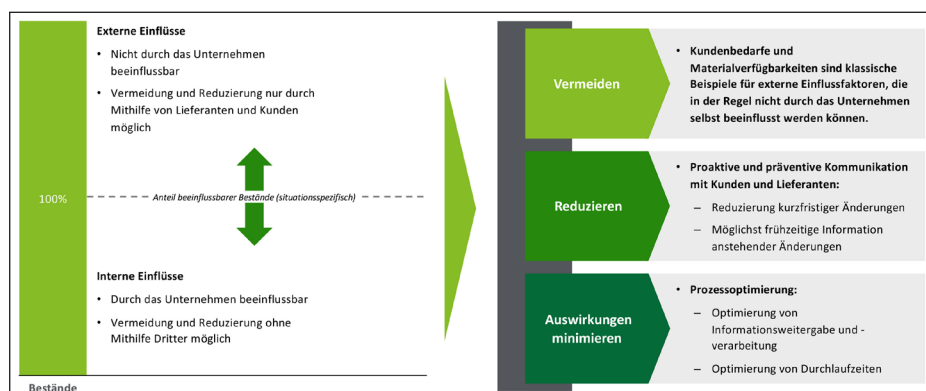 Externe Einflüsse
• Nicht durch das Unternehmen
beeinflussbar
• Vermeidung und Reduzierung nur durch
Mithilfe von Lieferanten und Kunden
möglich
100%
Anteil beeinflussbarer Bestände (situationsspezifisch)
Interne Einflüsse
• Durch das Unternehmen beeinflussbar
• Vermeidung und Reduzierung ohne
Mithilfe Dritter möglich
Bestände
Vermeiden
• Kundenbedarfe und
Materialverfügbarkeiten sind klassische
Beispiele für externe Einflussfaktoren, die
in der Regel nicht durch das Unternehmen
selbst beeinflusst werden können.
Reduzieren
• Proaktive und präventive Kommunikation
mit Kunden und Lieferanten:
– Reduzierung kurzfristiger Änderungen
– Möglichst frühzeitige Information
anstehender Änderungen
Auswirkungen
minimieren
• Prozessoptimierung:
– Optimierung von
Informationsweitergabe und -
verarbeitung
– Optimierung von Durchlaufzeiten